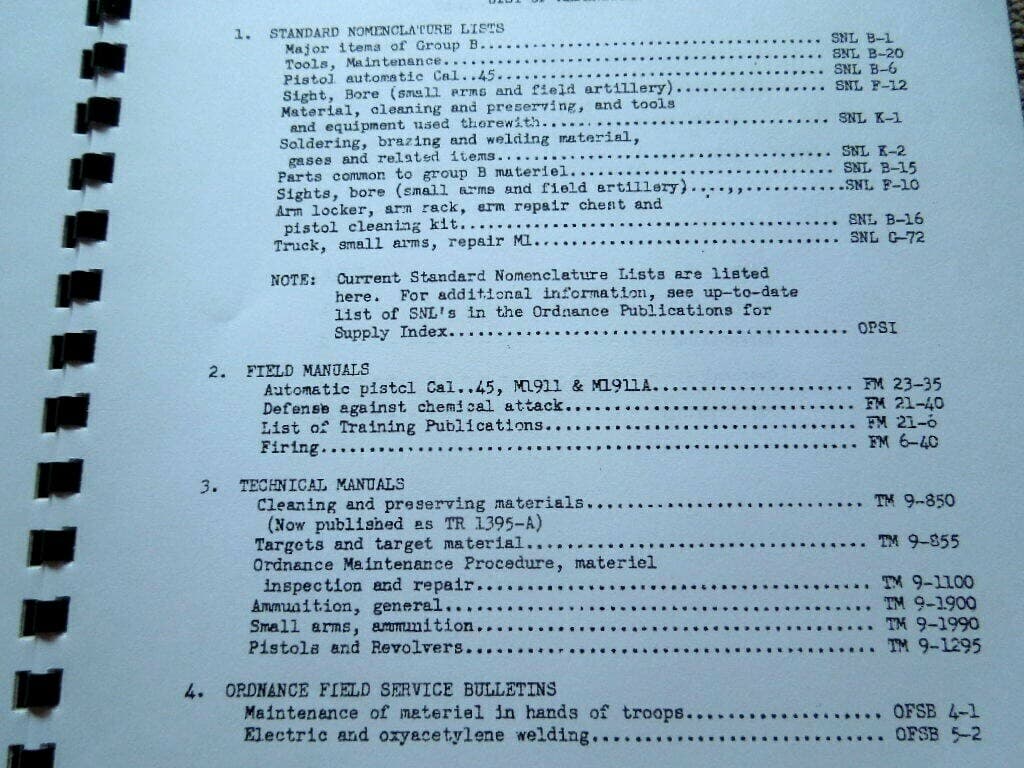 LIST OF
1. STANDARD NOMENCLATURE LISTS
Major items of Group B.................................................. SNL B-1
Tools, Maintenance...................................................... SNL B-20
Pistol automatic Cal..45................................................ SNL B-6
Sight, Bore (small arms and field artillery).................. SNL F-12
Material, cleaning and preserving, and tools
and equipment used therewith...................................... SNL K-1
Soldering, brazing and welding material,
gases and related items............................................ SNL K-2
Parts common to group B materiel.................................. SNL B-15
Sights, bore (small arms and field artillery)...,,............SNL F-10
Arm locker, arm rack, arm repair chest and
pistol cleaning kit................................................ SNL B-16
Truck, small arms, repair M1....................................... SNL G-72
NOTE: Current Standard Nomenclature Lists are listed
here. For additional information, see up-to-date
list of SNL's in the Ordnance Publications for
Supply Index.................................................. OPSI
2. FIELD MANUALS
Automatic pistol Cal..45, M1911 & M1911A..................... FM 23-35
Defense against chemical attack................................... FM 21-40
List of Training Publications..................................... FM 21-6
Firing............................................................ FM 6-40
3. TECHNICAL MANUALS
Cleaning and preserving materials................................. TM 9-850
(Now published as TR 1395-A)
Targets and target material........................................ TM 9-855
Ordnance Maintenance Procedure, materiel
inspection and repair............................................. TM 9-1100
Ammunition, general................................................ TM 9-1900
Small arms, ammunition............................................. TM 9-1990
Pistols and Revolvers.............................................. TM 9-1295
4. ORDNANCE FIELD SERVICE BULLETINS
Maintenance of materiel in hands of troops.................... OFSB 4-1
Electric and oxyacetylene welding................................. OFSB 5-2